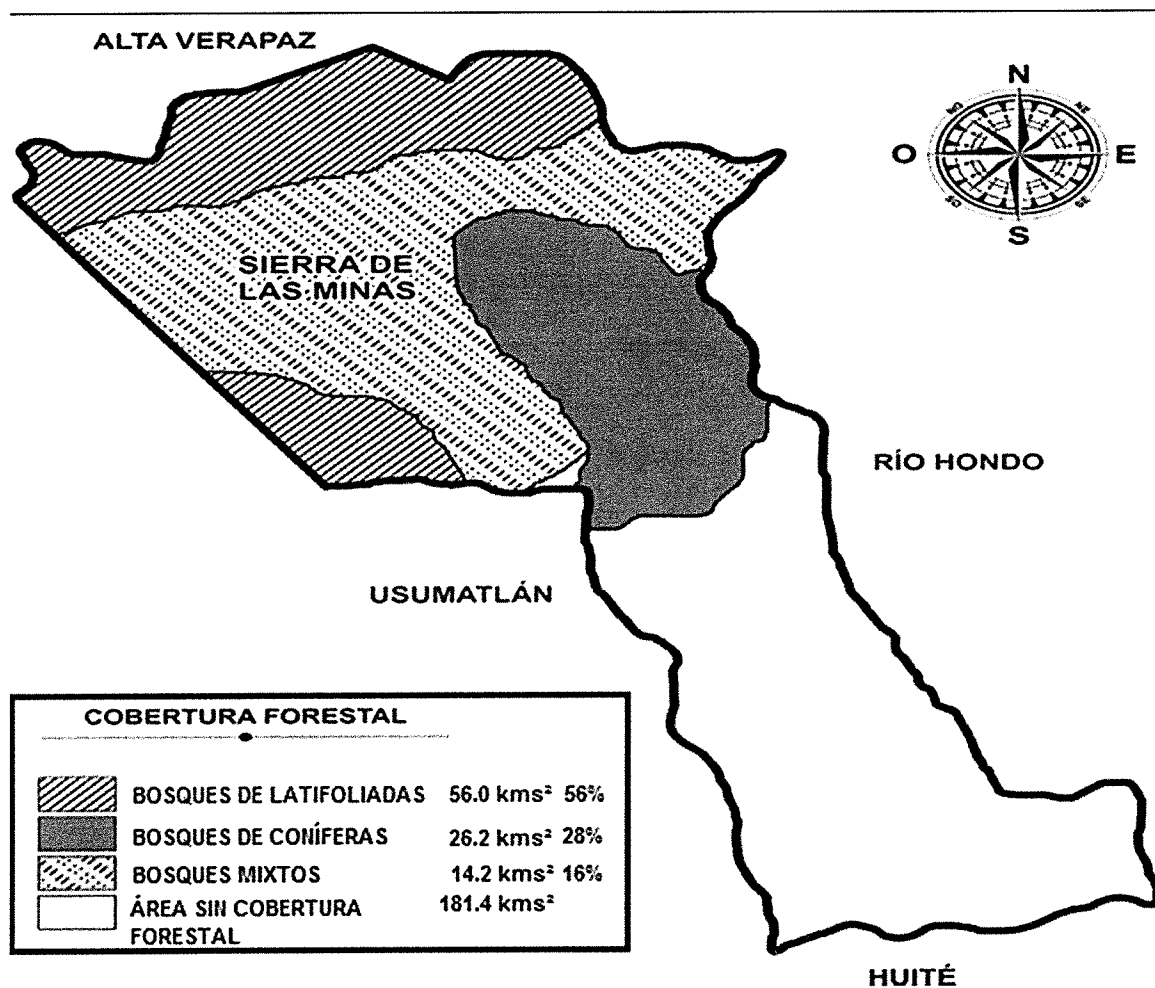 ALTA VERAPAZ
N
O
E
S
SIERRA DE
LAS MINAS
RÍO HONDO
USUMATLÁN
COBERTURA FORESTAL
BOSQUES DE LATIFOLIADAS 56.0 kms² 56%
BOSQUES DE CONÍFERAS 26.2 kms² 28%
BOSQUES MIXTOS 14.2 kms² 16%
ÁREA SIN COBERTURA 181.4 kms²
FORESTAL
HUITÉ